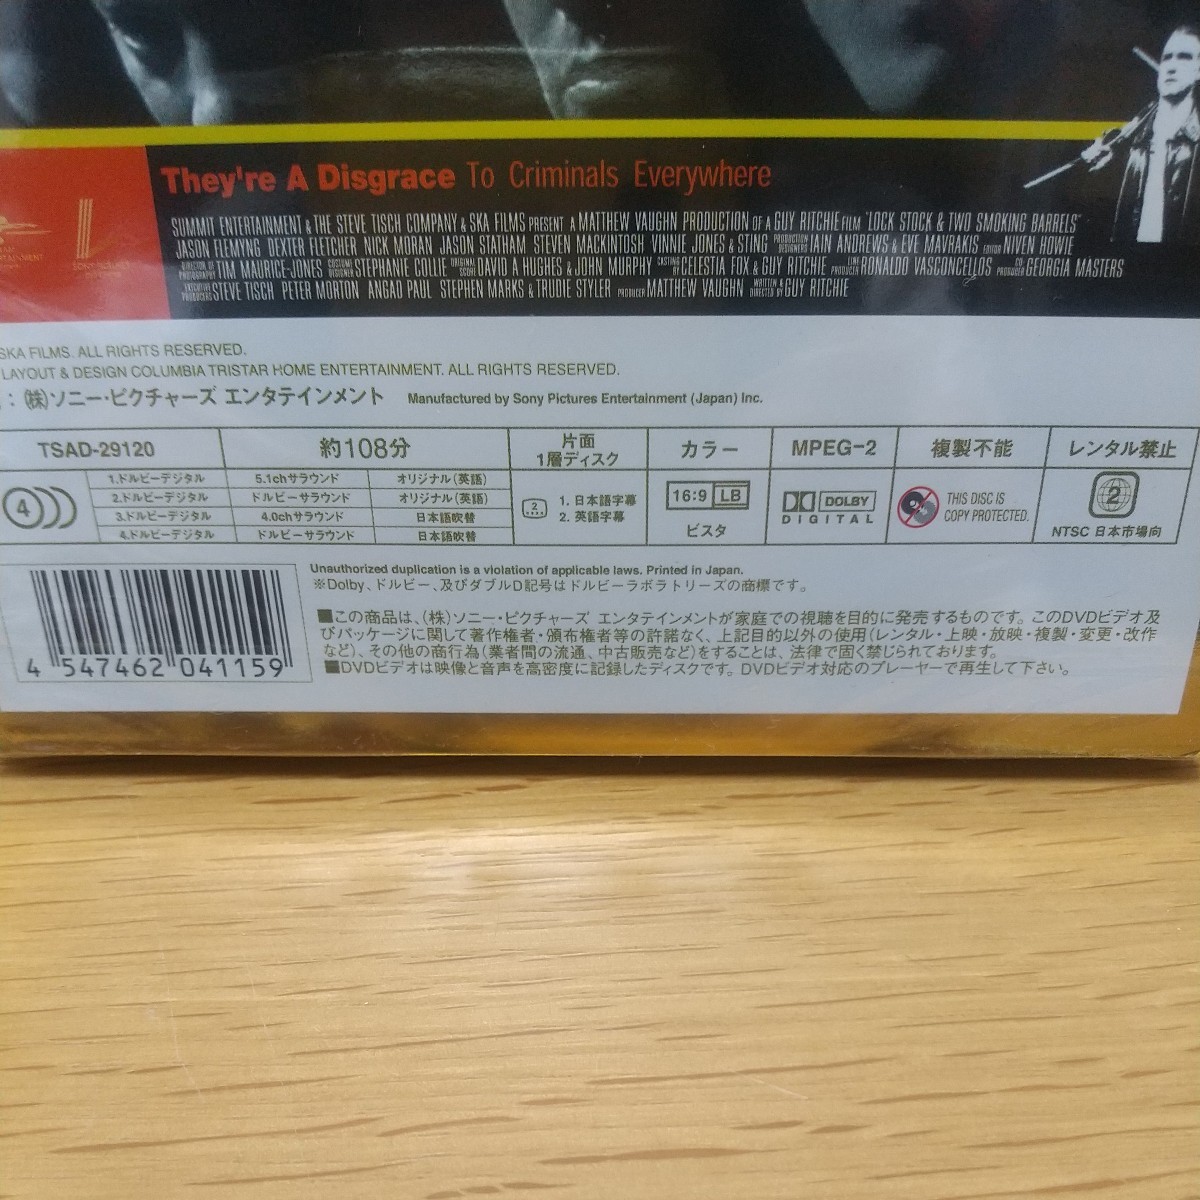 They're A Disgrace To Criminals Everywhere
SUMMIT ENTERTAINMENT & THE STEVE TISCH COMPANY & SKA FILMS PRESENT A MATTHEW VAUGHN PRODUCTION OF A GUY RITCHIE FILM "LOCK STOCK & TWO SMOKING BARRELS"
JASON FLEMYNG DEXTER FLETCHER NICK MORAN JASON STATHAM STEVEN MACKINTOSH VINNIE JONES & STING PRODUCTION DESIGNERS IAIN ANDREWS & EVE MAVRAKIS EDITOR NIVEN HOWIE
DIRECTOR OF PHOTOGRAPHY TIM MAURICE-JONES COSTUME DESIGNER STEPHANIE COLLIE ORIGINAL SCORE DAVID A HUGHES & JOHN MURPHY CASTING BY CELESTIA FOX & GUY RITCHIE LINE PRODUCER RONALDO VASCONCELLOS CO-PRODUCER GEORGIA MASTERS
EXECUTIVE PRODUCERS STEVE TISCH PETER MORTON ANGAD PAUL STEPHEN MARKS & TRUDIE STYLER PRODUCER MATTHEW VAUGHN WRITTEN & DIRECTED BY GUY RITCHIE
SKA FILMS. ALL RIGHTS RESERVED.
LAYOUT & DESIGN COLUMBIA TRISTAR HOME ENTERTAINMENT. ALL RIGHTS RESERVED.
:㈱ソニー・ピクチャーズ エンタテインメント Manufactured by Sony Pictures Entertainment (Japan) Inc.
TSAD-29120 約108分 片面1層ディスク カラー MPEG-2 複製不能 レンタル禁止
4
1.ドルビーデジタル 5.1chサラウンド オリジナル(英語)
2.ドルビーデジタル ドルビーサラウンド オリジナル(英語)
3.ドルビーデジタル 4.0chサラウンド 日本語吹替
4.ドルビーデジタル ドルビーサラウンド 日本語吹替
2
1. 日本語字幕
2. 英語字幕
16:9 LB
ビスタ
DOLBY
DIGITAL
THIS DISC IS
COPY PROTECTED.
2
NTSC 日本市場向
Unauthorized duplication is a violation of applicable laws. Printed in Japan.
※Dolby、ドルビー、及びダブルD記号はドルビーラボラトリーズの商標です。
■この商品は、(株)ソニー・ピクチャーズ エンタテインメントが家庭での視聴を目的に発売するものです。このDVDビデオ及
びパッケージに関して著作権者・頒布権者等の許諾なく、上記目的以外の使用(レンタル・上映・放映・複製・変更・改作
など)、その他の商行為(業者間の流通、中古販売など)をすることは、法律で固く禁じられております。
■DVDビデオは映像と音声を高密度に記録したディスクです。DVDビデオ対応のプレーヤーで再生して下さい。
4 547462 041159